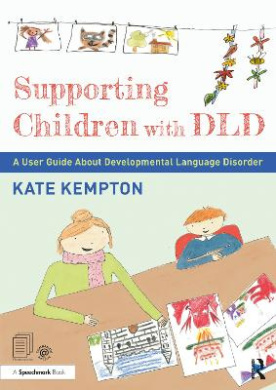 Supporting
Children with DLD
A User Guide About Developmental Language Disorder
KATE KEMPTON
A Speechmark Book